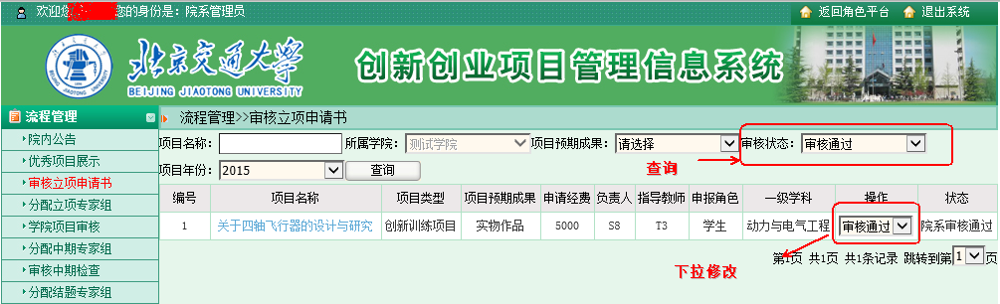 欢迎您 您的身份是：院系管理员 返回角色平台 退出系统
北京交通大学 创新创业项目管理信息系统
BEIJING JIAOTONG UNIVERSITY
流程管理 流程管理>>审核立项申请书
院内公告
优秀项目展示
审核立项申请书
分配立项专家组
学院项目审核
分配中期专家组
审核中期检查
分配结题专家组
项目名称： 所属学院： 测试学院 项目预期成果： 请选择 审核状态： 审核通过
查询
项目年份： 2015 查询
编号 项目名称 项目类型 项目预期成果 申请经费 负责人 指导教师 申报角色 一级学科 操作 状态
1 关于四轴飞行器的设计与研究 创新训练项目 实物作品 5000 S8 T3 学生 动力与电气工程 审核通过 院系审核通过
第1页 共1页 共1条记录 跳转到第 1 页
下拉修改